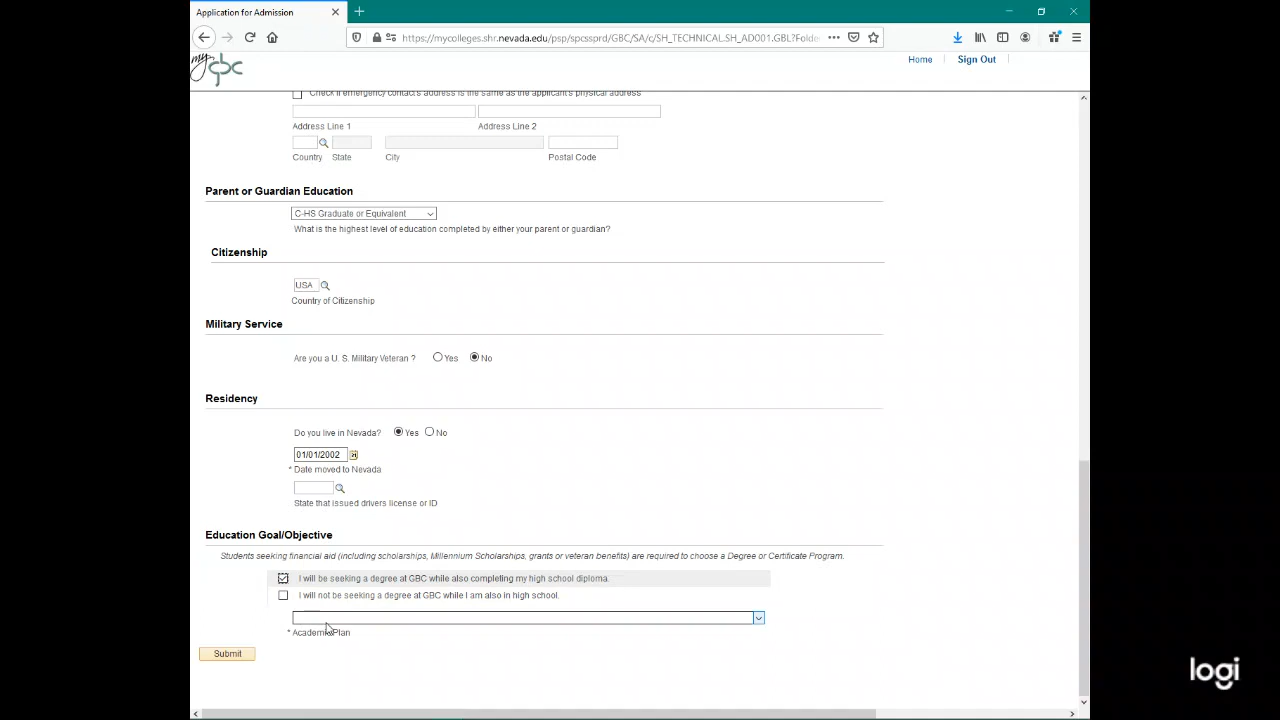 Application for Admission
https://mycolleges.shr.nevada.edu/psp/spcssprd/GBC/SA/c/SH_TECHNICAL.SH_AD001.GBL?Folde
my gbc
Home Sign Out
Check if emergency contact's address is the same as the applicant's physical address
Address Line 1 Address Line 2
Country State City Postal Code
Parent or Guardian Education
C-HS Graduate or Equivalent
What is the highest level of education completed by either your parent or guardian?
Citizenship
USA
Country of Citizenship
Military Service
Are you a U. S. Military Veteran ? Yes No
Residency
Do you live in Nevada? Yes No
01/01/2002
* Date moved to Nevada
State that issued drivers license or ID
Education Goal/Objective
Students seeking financial aid (including scholarships, Millennium Scholarships, grants or veteran benefits) are required to choose a Degree or Certificate Program.
I will be seeking a degree at GBC while also completing my high school diploma.
I will not be seeking a degree at GBC while I am also in high school.
* Academic Plan
Submit
logi